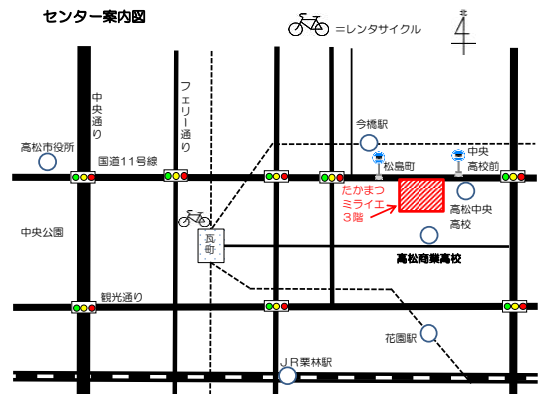 センター案内図
＝レンタサイクル
北
中央通り
フェリー通り
今橋駅
高松市役所
国道11号線
松島町
中央
高校前
たかまつ
ミライエ
３階
高松中央
高校
中央公園
瓦町
高松商業高校
観光通り
花園駅
ＪＲ栗林駅